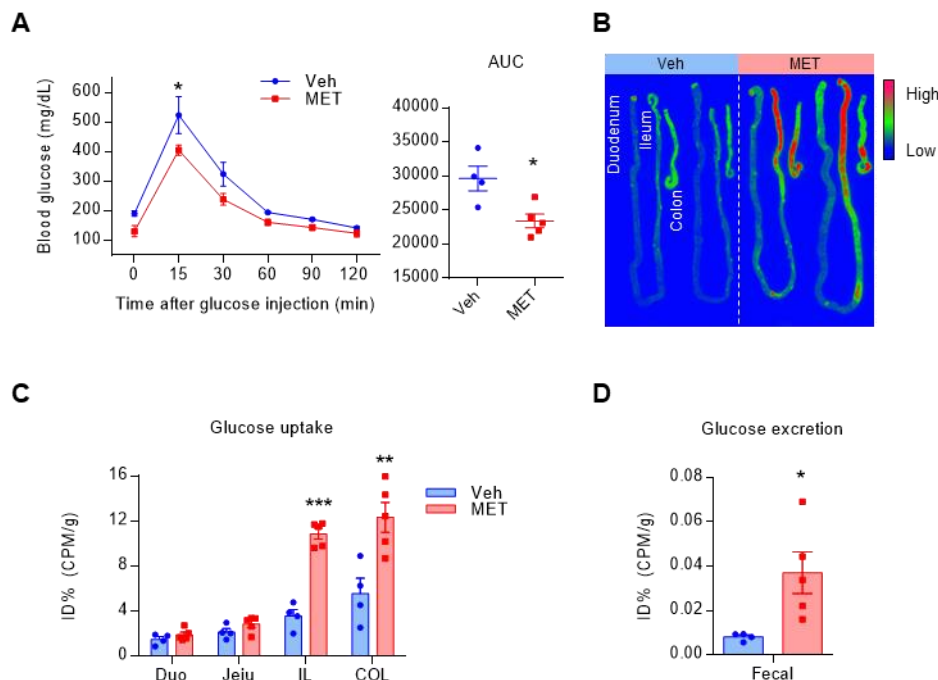 A
Blood glucose (mg/dL)
600
500
400
300
200
100
0 15 30 60 90 120
Time after glucose injection (min)
*
Veh
MET
AUC
40000
35000
30000
25000
20000
15000
*
Veh
MET
B
Veh MET
Duodenum
Ileum
Colon
High
Low
C
Glucose uptake
ID% (CPM/g)
16
12
8
4
0
***
**
Duo Jeju IL COL
Veh
MET
D
Glucose excretion
ID% (CPM/g)
0.08
0.06
0.04
0.02
0.00
*
Fecal